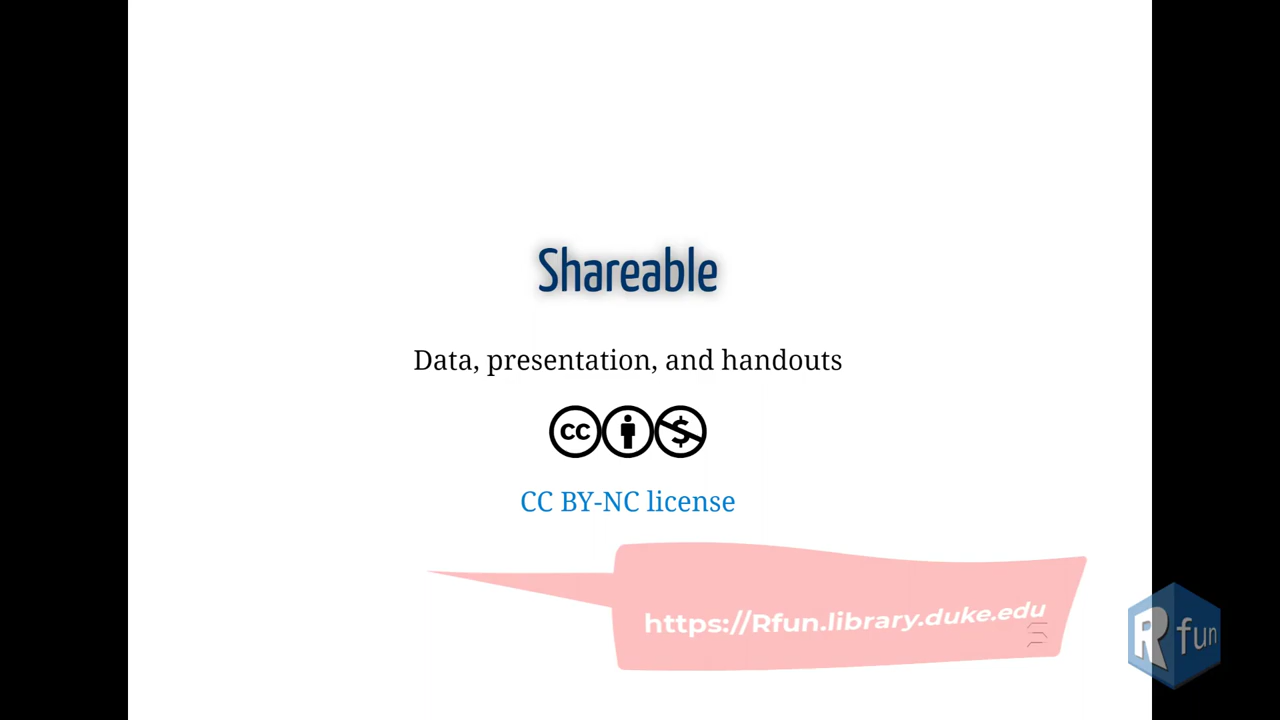 Shareable
Data, presentation, and handouts
CC BY-NC license
https://Rfun.library.duke.edu
R fun